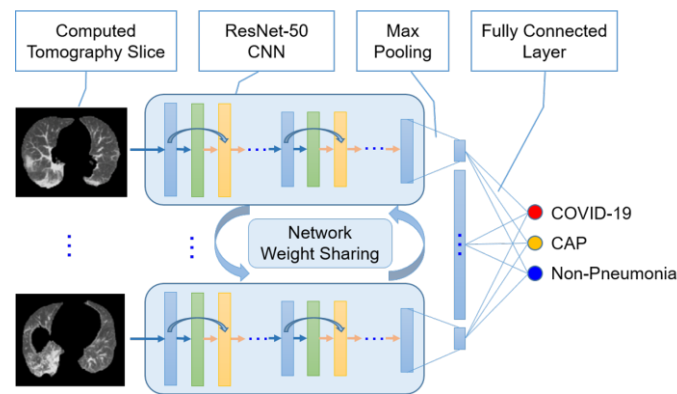 Computed
Tomography Slice
ResNet-50
CNN
Max
Pooling
Fully Connected
Layer
Network
Weight Sharing
COVID-19
CAP
Non-Pneumonia